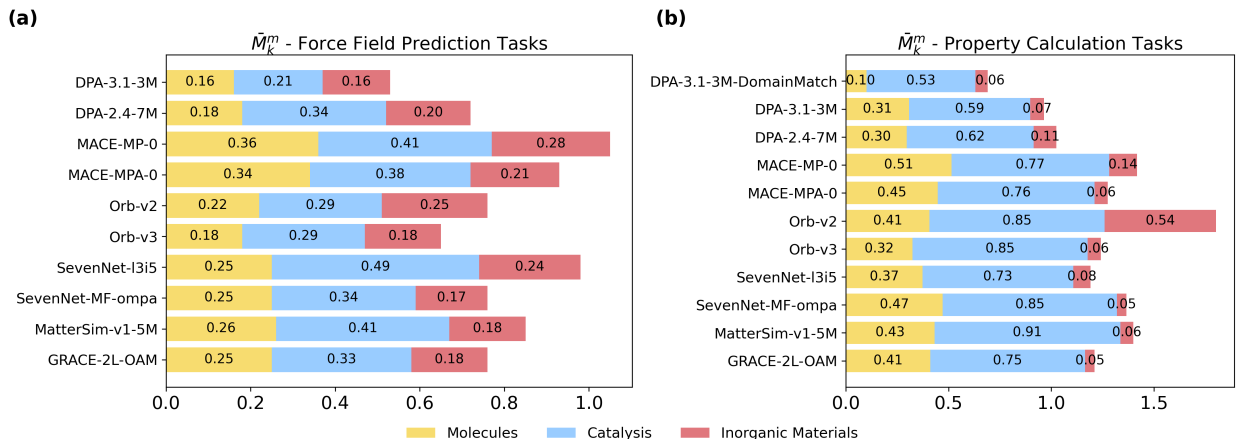 (a)
M̄ᵐₖ - Force Field Prediction Tasks
DPA-3.1-3M 0.16 0.21 0.16
DPA-2.4-7M 0.18 0.34 0.20
MACE-MP-0 0.36 0.41 0.28
MACE-MPA-0 0.34 0.38 0.21
Orb-v2 0.22 0.29 0.25
Orb-v3 0.18 0.29 0.18
SevenNet-l3i5 0.25 0.49 0.24
SevenNet-MF-ompa 0.25 0.34 0.17
MatterSim-v1-5M 0.26 0.41 0.18
GRACE-2L-OAM 0.25 0.33 0.18
0.0 0.2 0.4 0.6 0.8 1.0
(b)
M̄ᵐₖ - Property Calculation Tasks
DPA-3.1-3M-DomainMatch 0.10 0.53 0.06
DPA-3.1-3M 0.31 0.59 0.07
DPA-2.4-7M 0.30 0.62 0.11
MACE-MP-0 0.51 0.77 0.14
MACE-MPA-0 0.45 0.76 0.06
Orb-v2 0.41 0.85 0.54
Orb-v3 0.32 0.85 0.06
SevenNet-l3i5 0.37 0.73 0.08
SevenNet-MF-ompa 0.47 0.85 0.05
MatterSim-v1-5M 0.43 0.91 0.06
GRACE-2L-OAM 0.41 0.75 0.05
0.0 0.5 1.0 1.5
Molecules Catalysis Inorganic Materials